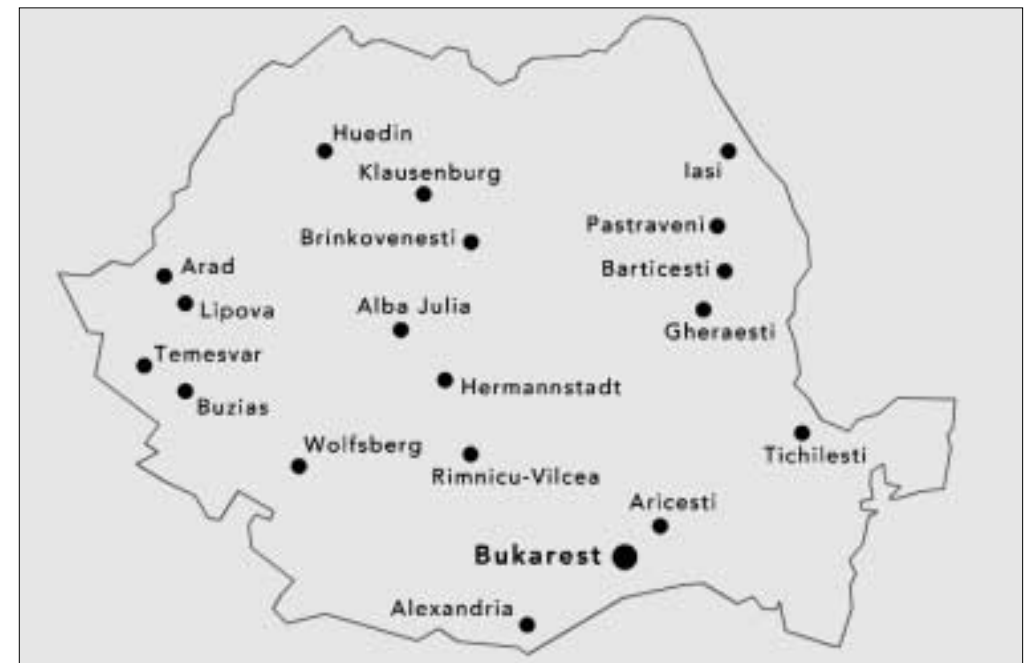 Huedin
Iasi
Klausenburg
Pastraveni
Brinkovenesti
Barticesti
Arad
Lipova
Alba Julia
Gheraesti
Temesvar
Hermannstadt
Buzias
Wolfsberg
Tichilesti
Rimnicu-Vilcea
Aricesti
Bukarest
Alexandria